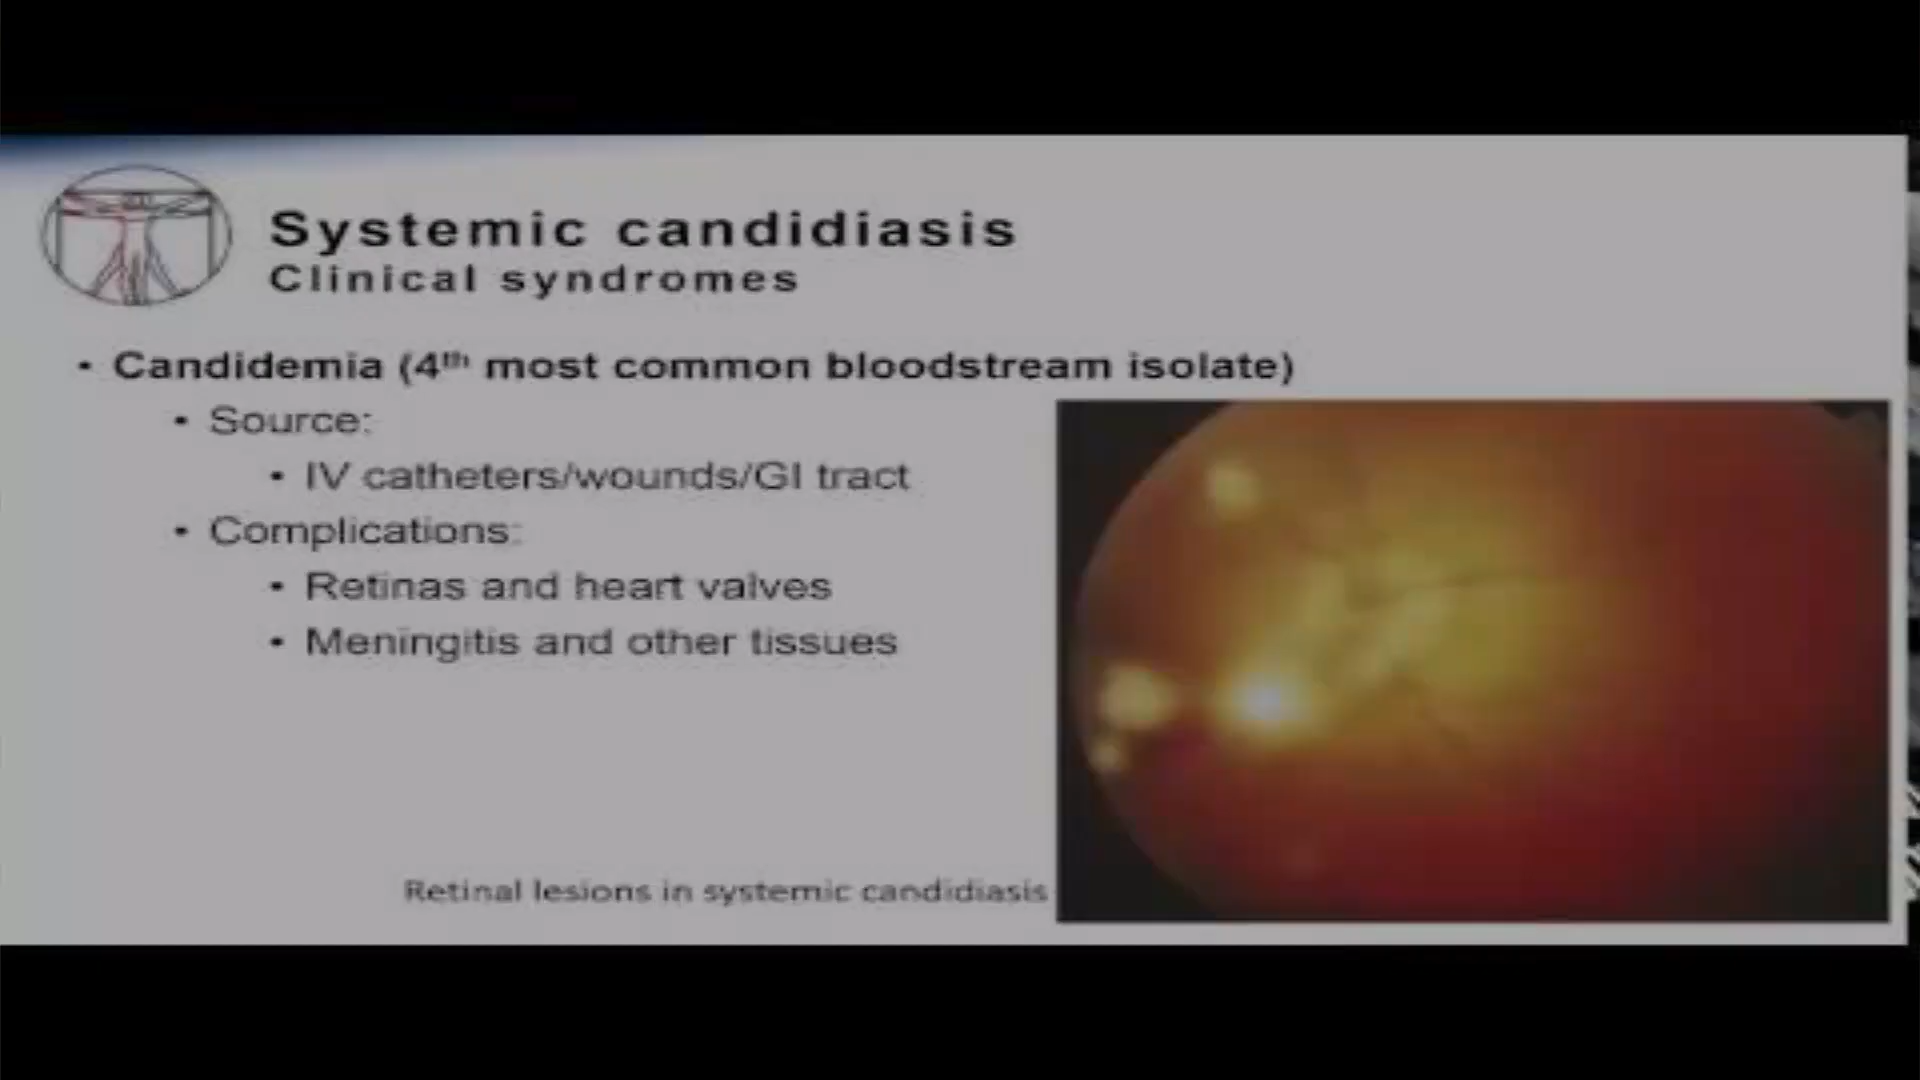 Systemic candidiasis
Clinical syndromes
• Candidemia (4th most common bloodstream isolate)
• Source:
• IV catheters/wounds/GI tract
• Complications:
• Retinas and heart valves
• Meningitis and other tissues
Retinal lesions in systemic candidiasis